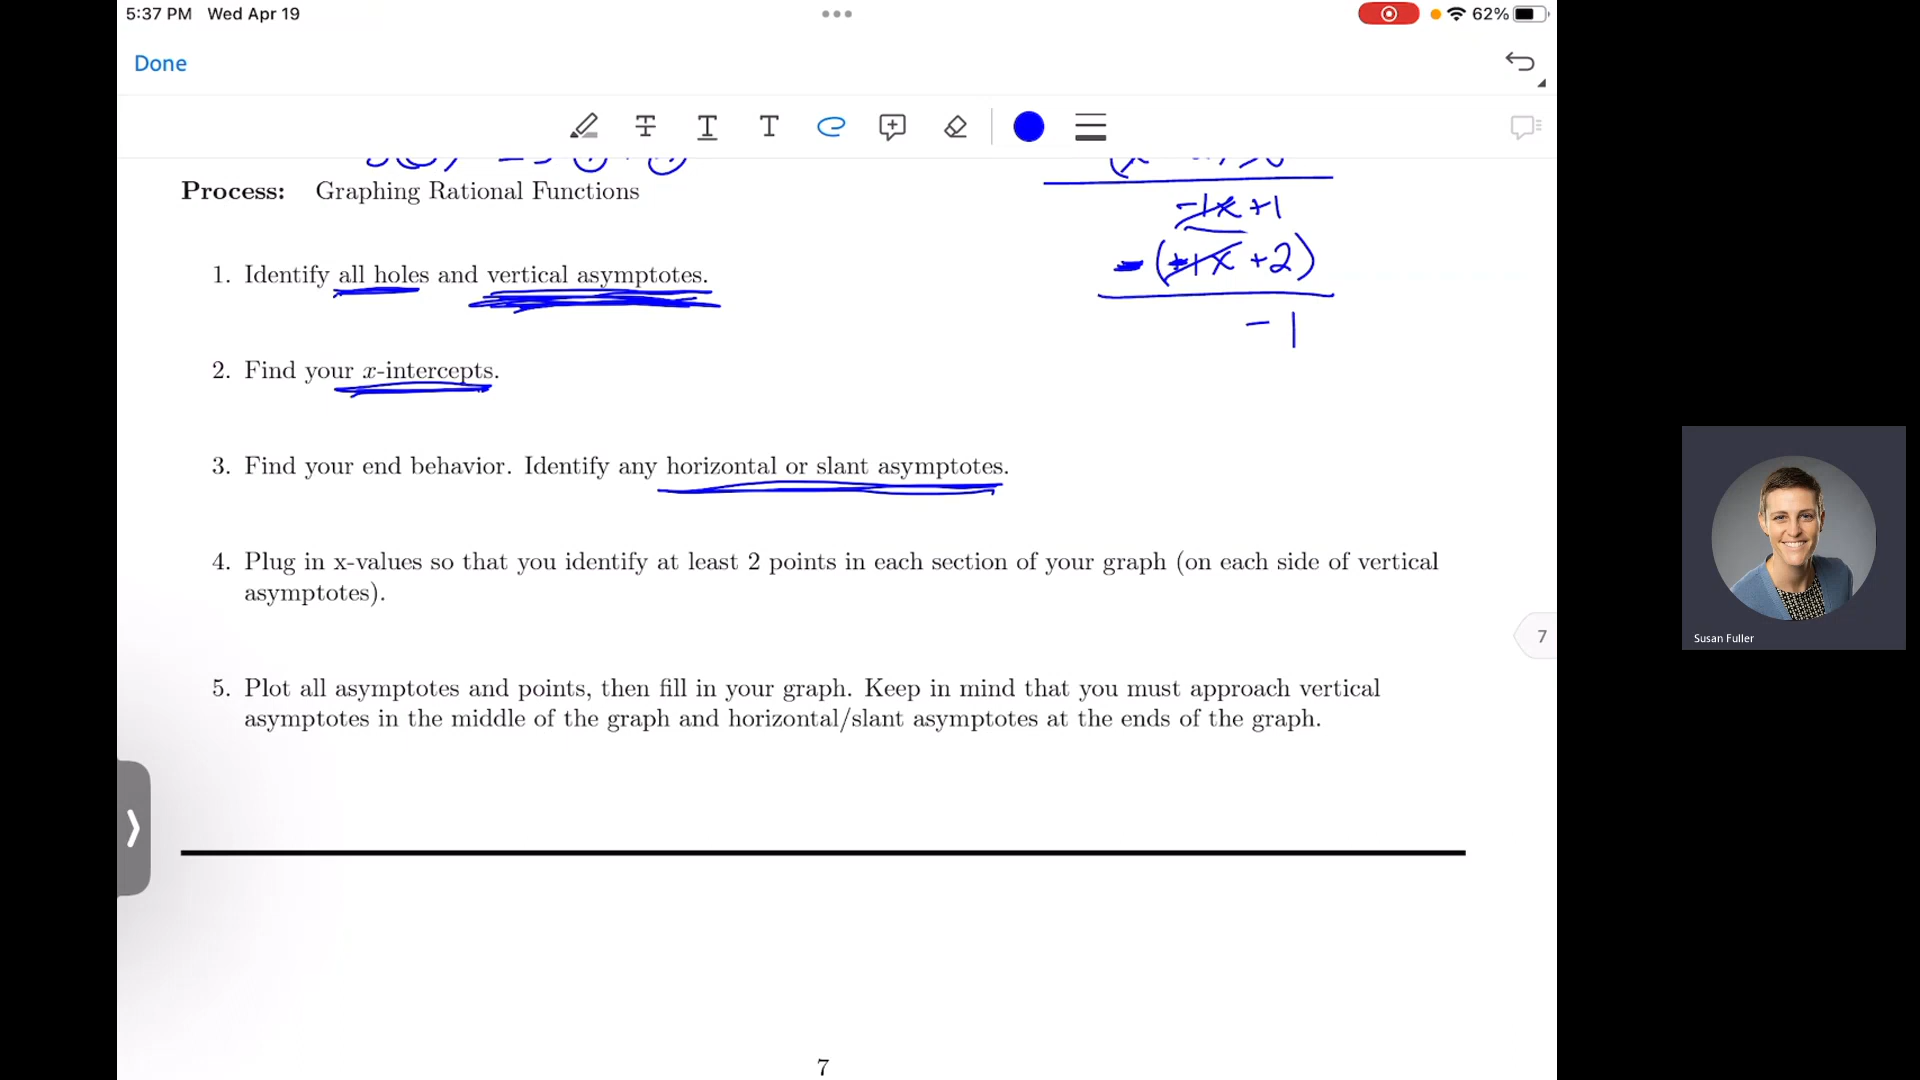 5:37 PM Wed Apr 19
62%
Done
Process: Graphing Rational Functions
-1x +1
1. Identify all holes and vertical asymptotes.
- (-1x +2)
-1
2. Find your x-intercepts.
3. Find your end behavior. Identify any horizontal or slant asymptotes.
4. Plug in x-values so that you identify at least 2 points in each section of your graph (on each side of vertical
asymptotes).
7
Susan Fuller
5. Plot all asymptotes and points, then fill in your graph. Keep in mind that you must approach vertical
asymptotes in the middle of the graph and horizontal/slant asymptotes at the ends of the graph.
7